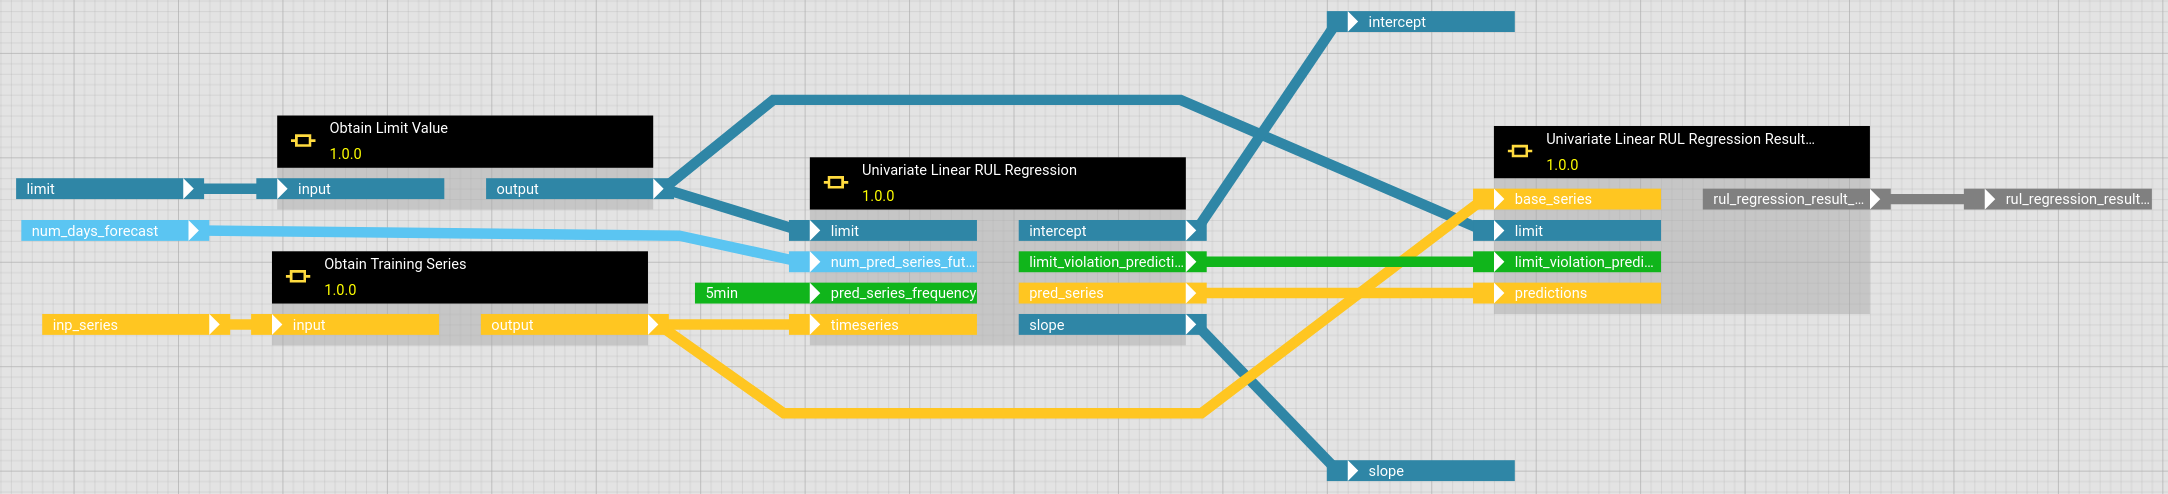 intercept
Obtain Limit Value
1.0.0
limit
input
output
num_days_forecast
Obtain Training Series
1.0.0
inp_series
input
output
Univariate Linear RUL Regression
1.0.0
limit
intercept
num_pred_series_fut...
limit_violation_predicti...
5min
pred_series_frequency
pred_series
timeseries
slope
Univariate Linear RUL Regression Result...
1.0.0
base_series
rul_regression_result_...
rul_regression_result...
limit
limit_violation_predi...
predictions
slope